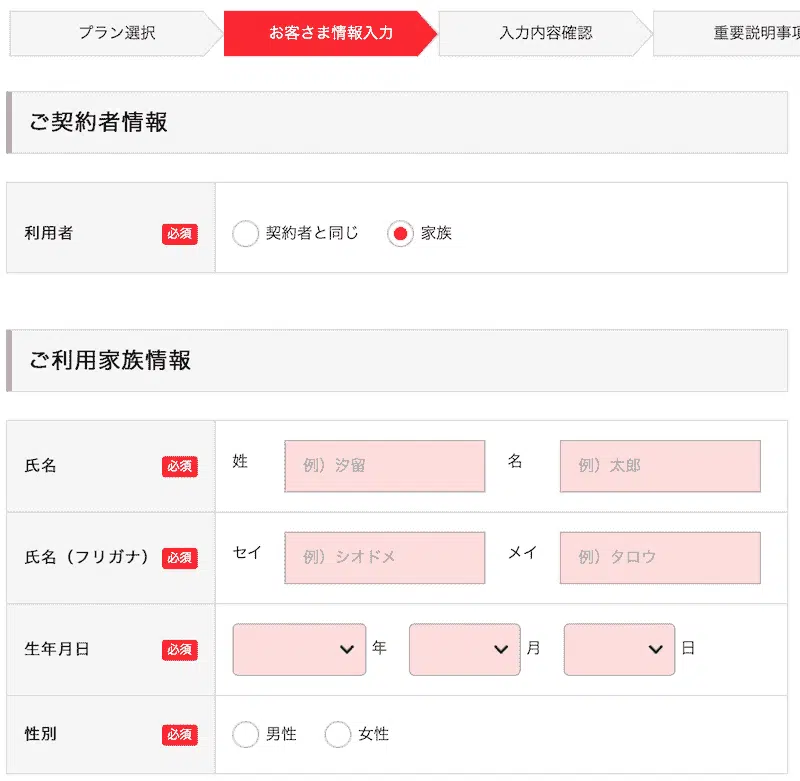 プラン選択 お客さま情報入力 入力内容確認 重要説明事項
ご契約者情報
利用者 必須 契約者と同じ 家族
ご利用家族情報
氏名 必須 姓 例）汐留 名 例）太郎
氏名（フリガナ） 必須 セイ 例）シオドメ メイ 例）タロウ
生年月日 必須 年 月 日
性別 必須 男性 女性